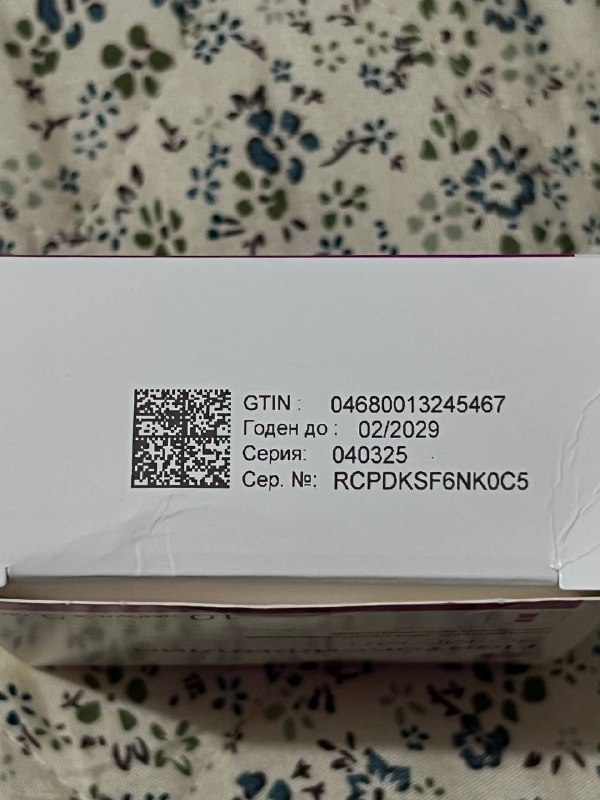 GTIN : 04680013245467
Годен до : 02/2029
Серия: 040325
Сер. №: RCPDKSF6NK0C5